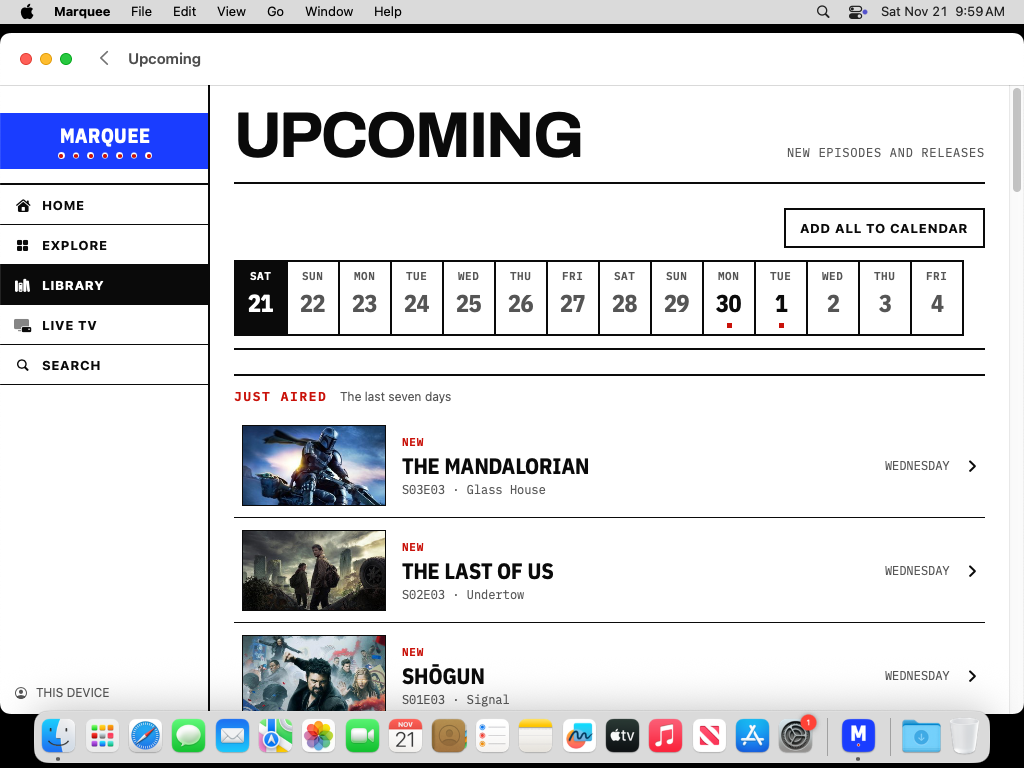 Marquee File Edit View Go Window Help Sat Nov 21 9:59 AM
Upcoming
MARQUEE
HOME
EXPLORE
LIBRARY
LIVE TV
SEARCH
THIS DEVICE
UPCOMING
NEW EPISODES AND RELEASES
ADD ALL TO CALENDAR
SAT SUN MON TUE WED THU FRI SAT SUN MON TUE WED THU FRI
21 22 23 24 25 26 27 28 29 30 1 2 3 4
JUST AIRED The last seven days
NEW
THE MANDALORIAN
S03E03 · Glass House
WEDNESDAY
NEW
THE LAST OF US
S02E03 · Undertow
WEDNESDAY
NEW
SHŌGUN
S01E03 · Signal
WEDNESDAY
NOV
21
tv
1
M